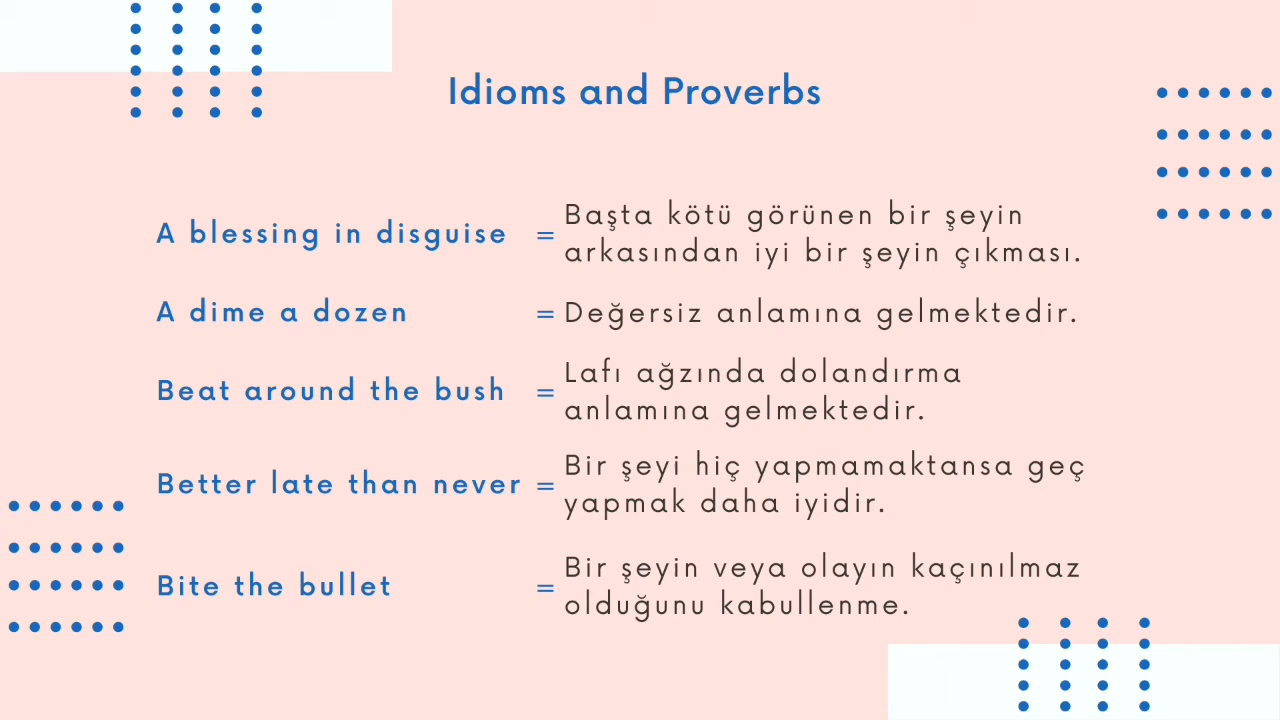 Idioms and Proverbs
A blessing in disguise = Başta kötü görünen bir şeyin
arkasından iyi bir şeyin çıkması.
A dime a dozen = Değersiz anlamına gelmektedir.
Beat around the bush = Lafı ağzında dolandırma
anlamına gelmektedir.
Better late than never = Bir şeyi hiç yapmamaktansa geç
yapmak daha iyidir.
Bite the bullet = Bir şeyin veya olayın kaçınılmaz
olduğunu kabullenme.